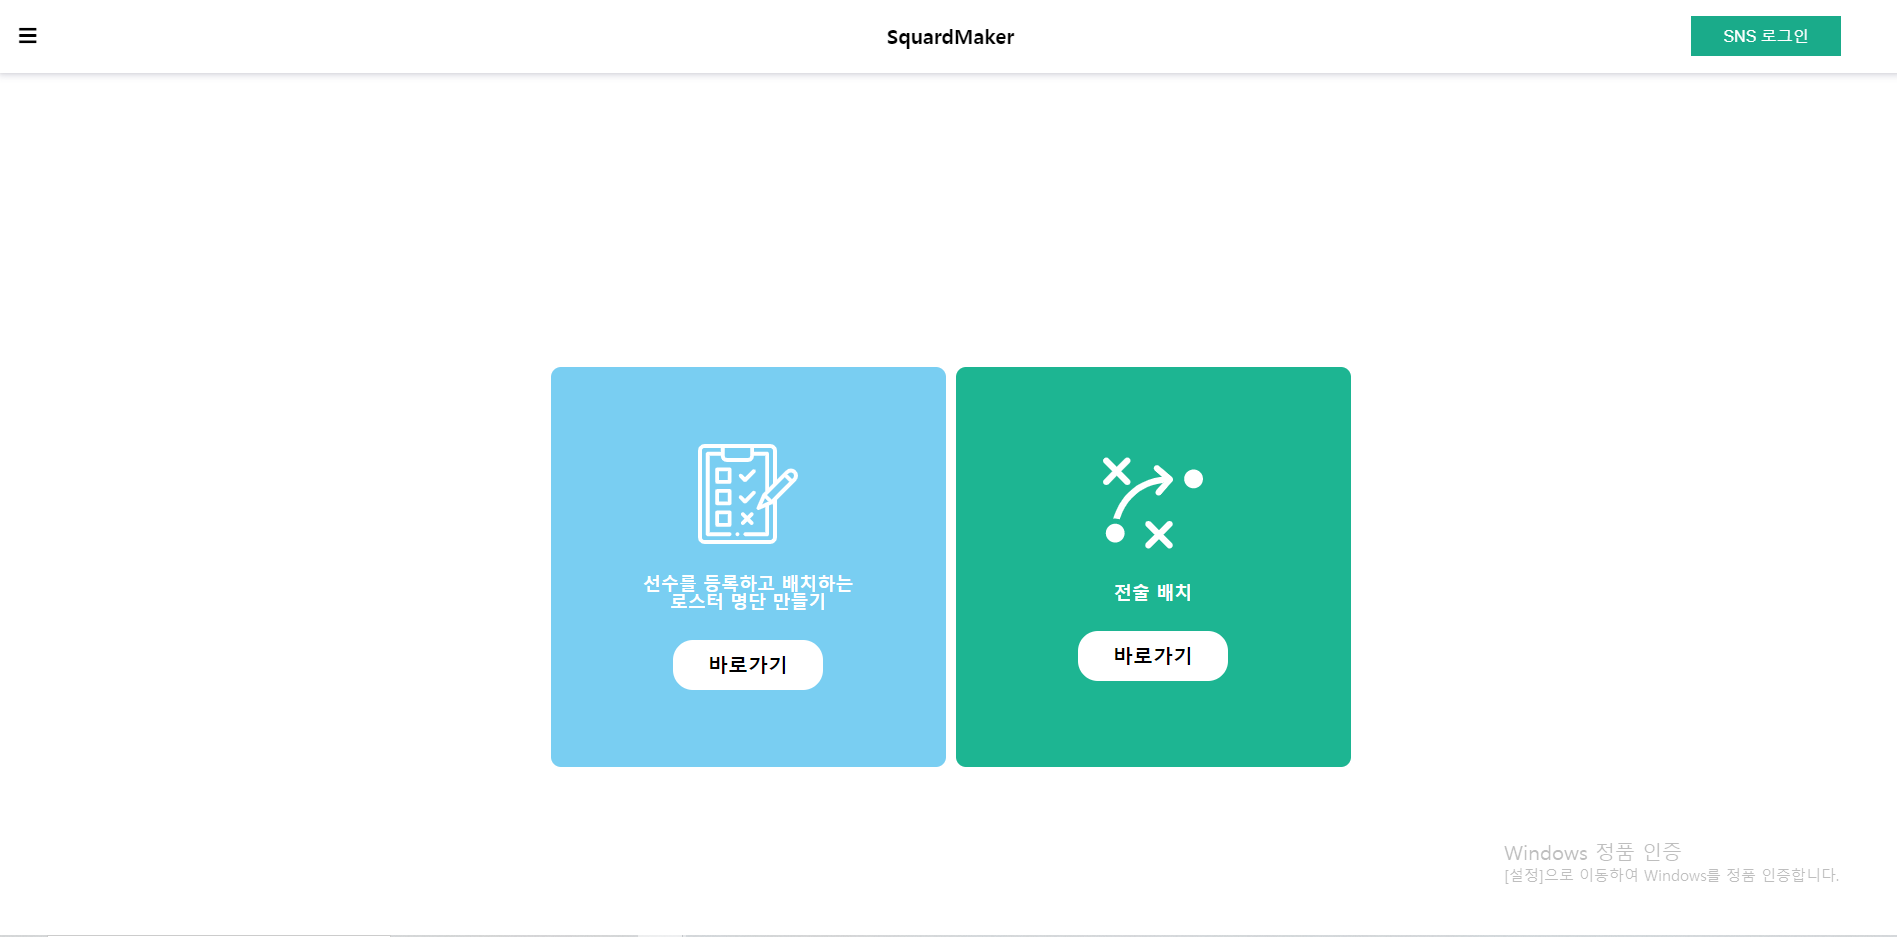 SquardMaker
SNS 로그인
선수를 등록하고 배치하는
로스터 명단 만들기
바로가기
전술 배치
바로가기
Windows 정품 인증
[설정]으로 이동하여 Windows를 정품 인증합니다.